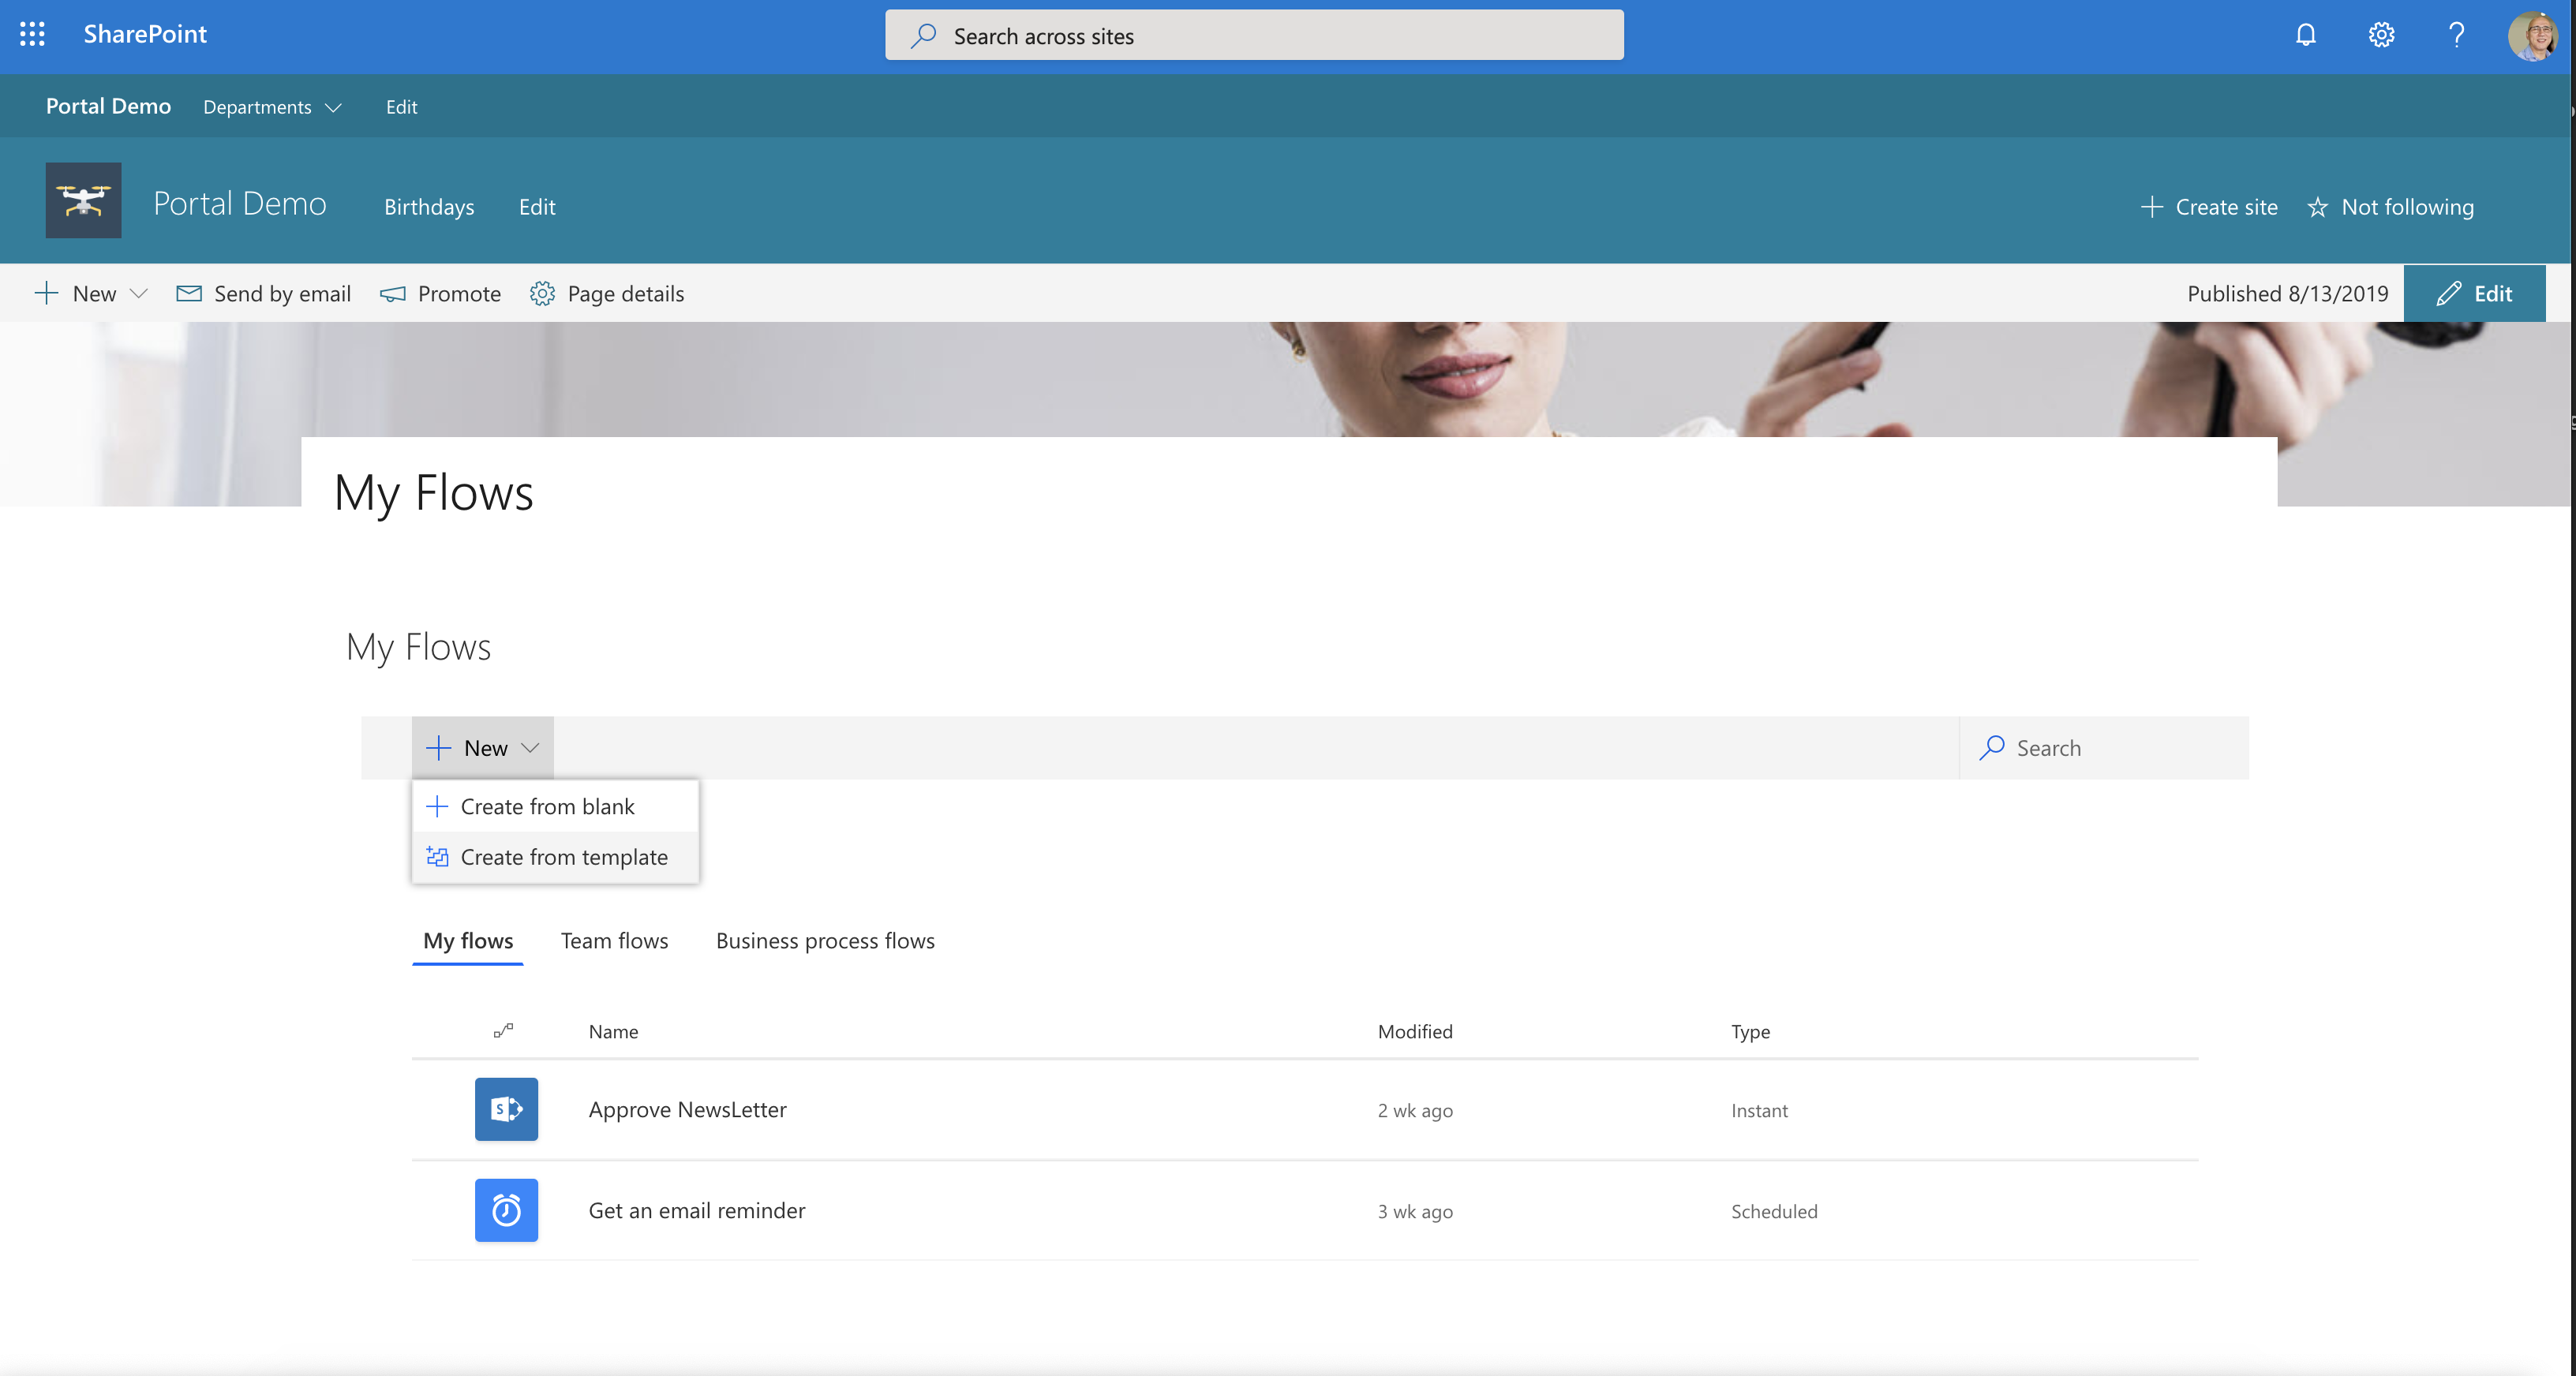 SharePoint
Search across sites
Portal Demo Departments Edit
Portal Demo Birthdays Edit
Create site Not following
New Send by email Promote Page details
Published 8/13/2019 Edit
My Flows
My Flows
New Search
Create from blank
Create from template
My flows Team flows Business process flows
Name Modified Type
S
Approve NewsLetter 2 wk ago Instant
Get an email reminder 3 wk ago Scheduled